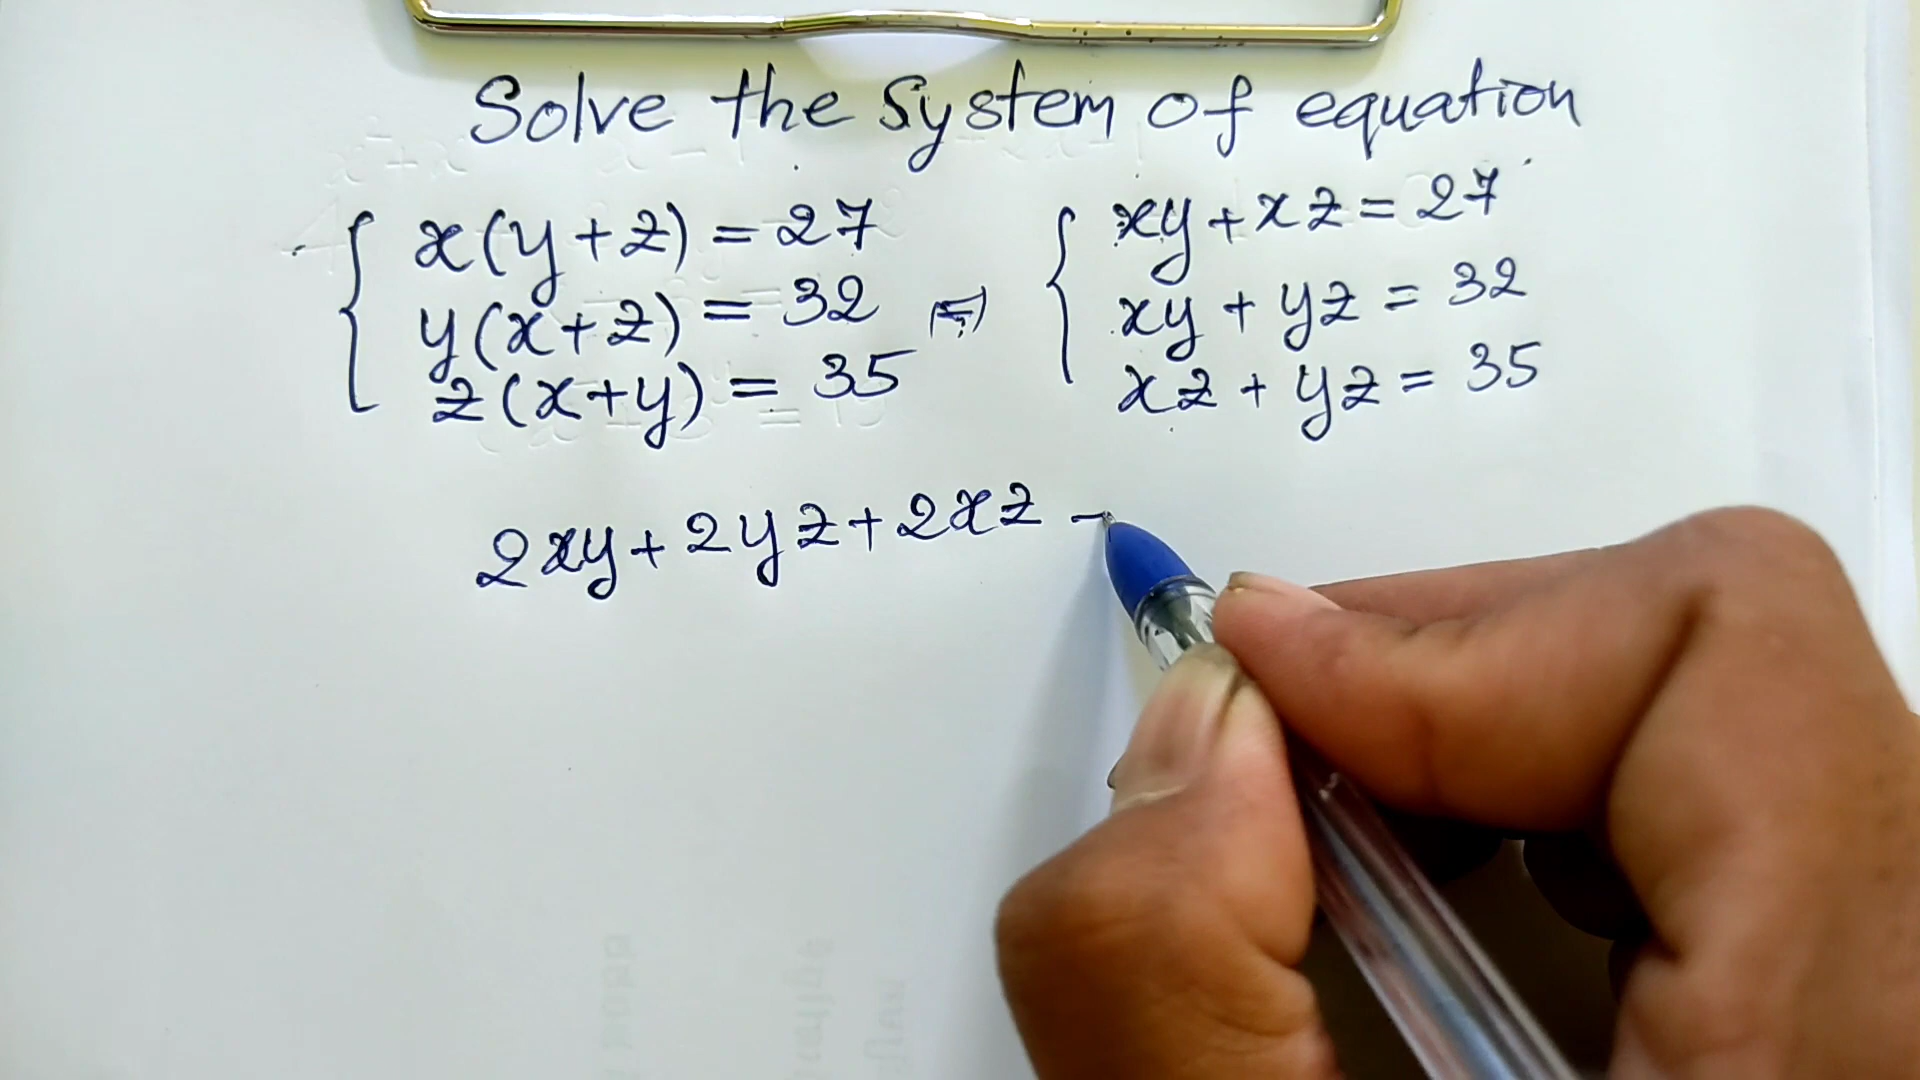 Solve the system of equation
x(y+z) = 27
y(x+z) = 32
z(x+y) = 35
⇔
xy + xz = 27
xy + yz = 32
xz + yz = 35
2xy + 2yz + 2xz -